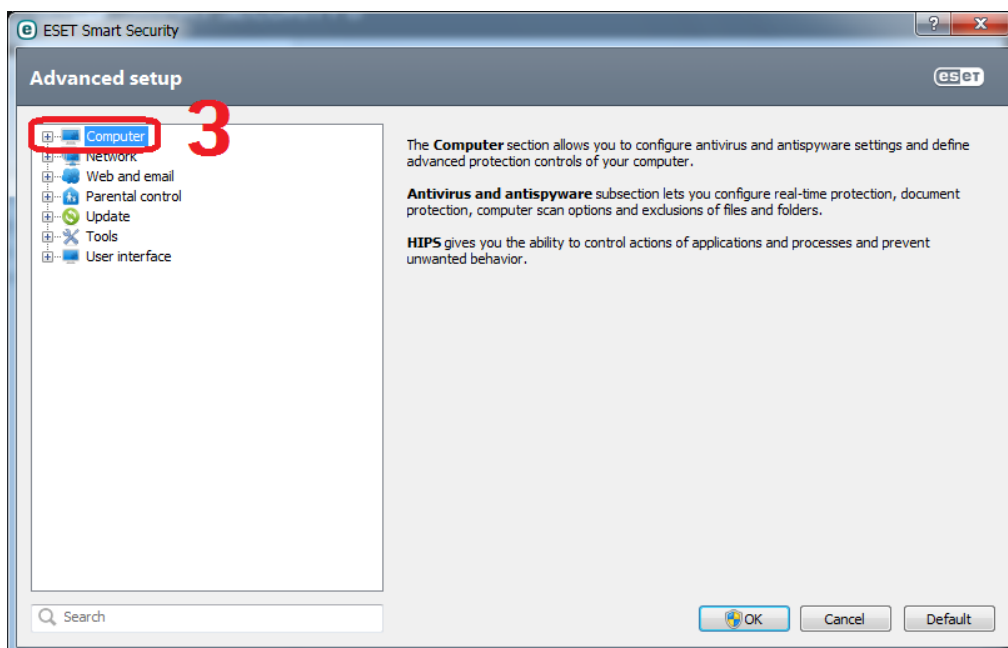 ESET Smart Security
Advanced setup
eset
3
Computer
Network
Web and email
Parental control
Update
Tools
User interface
The Computer section allows you to configure antivirus and antispyware settings and define
advanced protection controls of your computer.
Antivirus and antispyware subsection lets you configure real-time protection, document
protection, computer scan options and exclusions of files and folders.
HIPS gives you the ability to control actions of applications and processes and prevent
unwanted behavior.
Search
OK Cancel Default